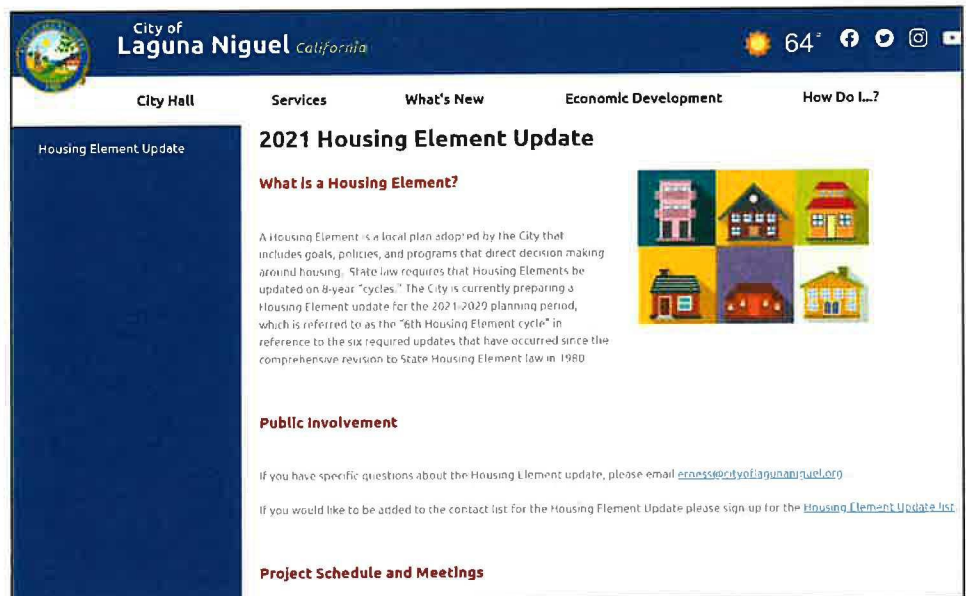 City of
Laguna Niguel California
64°
City Hall Services What's New Economic Development How Do I...?
Housing Element Update
2021 Housing Element Update
What is a Housing Element?
A Housing Element is a local plan adopted by the City that
includes goals, policies, and programs that direct decision making
around housing. State law requires that Housing Elements be
updated on 8-year "cycles." The City is currently preparing a
Housing Element update for the 2021-2029 planning period,
which is referred to as the "6th Housing Element cycle" in
reference to the six required updates that have occurred since the
comprehensive revision to State Housing Element law in 1980
Public Involvement
If you have specific questions about the Housing Element update, please email erness@cityoflagunaniguel.org
If you would like to be added to the contact list for the Housing Element Update please sign up for the Housing Element Update list
Project Schedule and Meetings